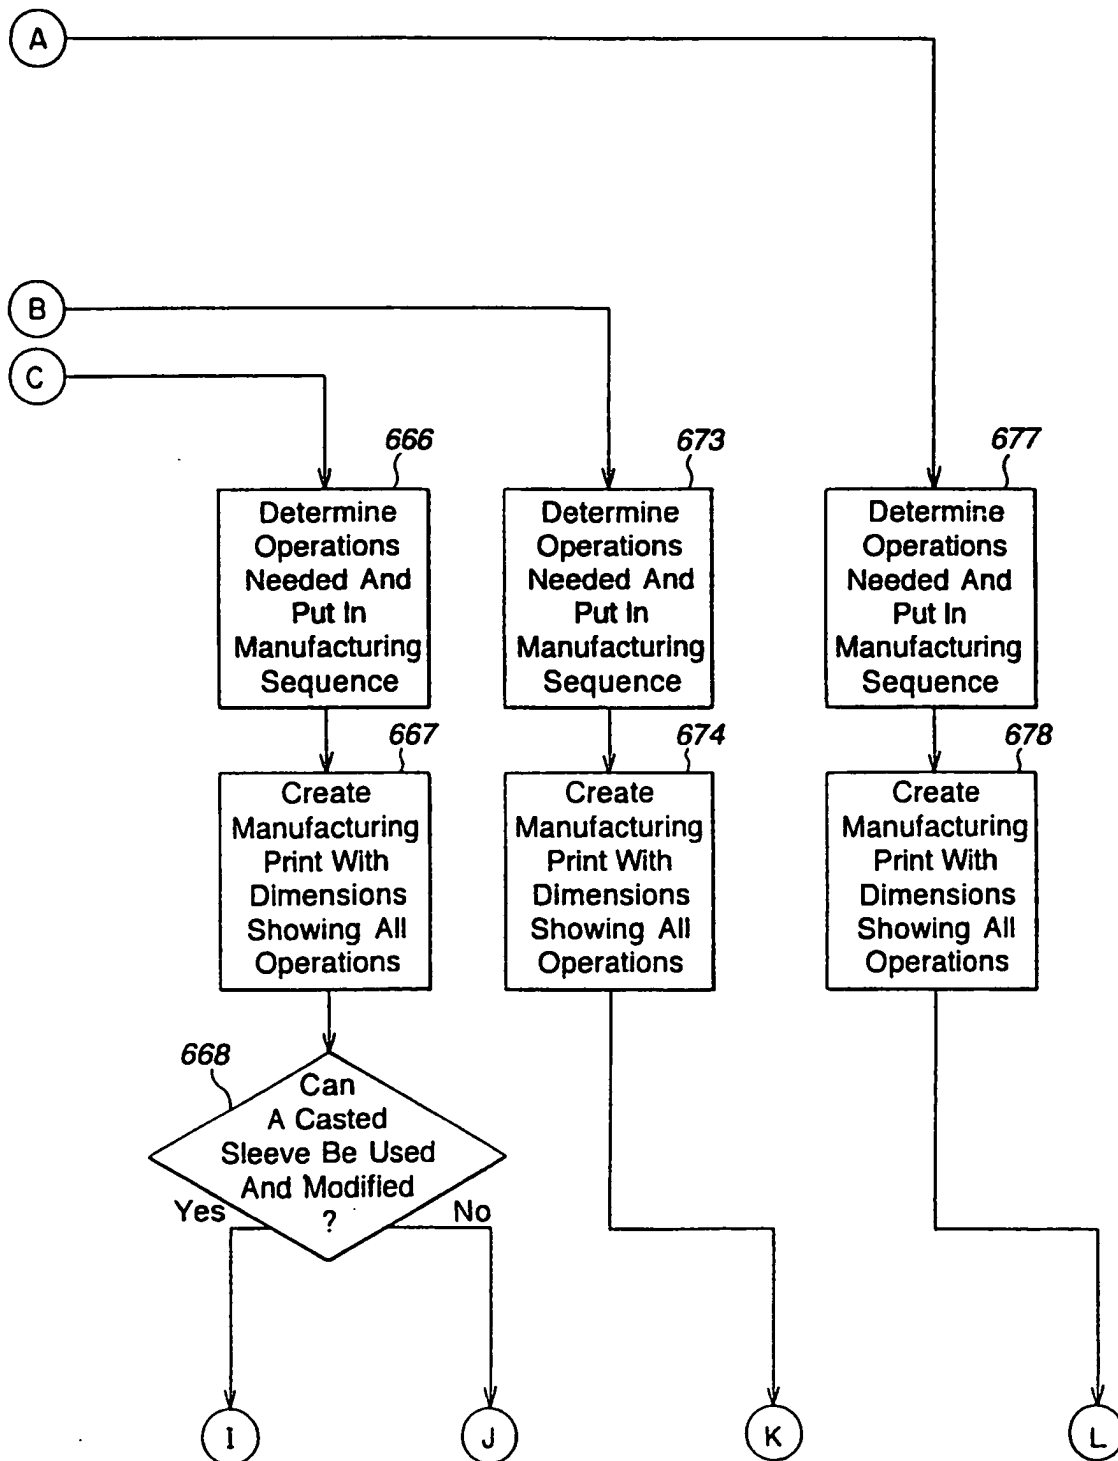 A
B
C
666
673
677
Determine
Operations
Needed And
Put In
Manufacturing
Sequence
Determine
Operations
Needed And
Put In
Manufacturing
Sequence
Determine
Operations
Needed And
Put In
Manufacturing
Sequence
667
674
678
Create
Manufacturing
Print With
Dimensions
Showing All
Operations
Create
Manufacturing
Print With
Dimensions
Showing All
Operations
Create
Manufacturing
Print With
Dimensions
Showing All
Operations
668
Can
A Casted
Sleeve Be Used
And Modified
?
Yes
No
I
J
K
L